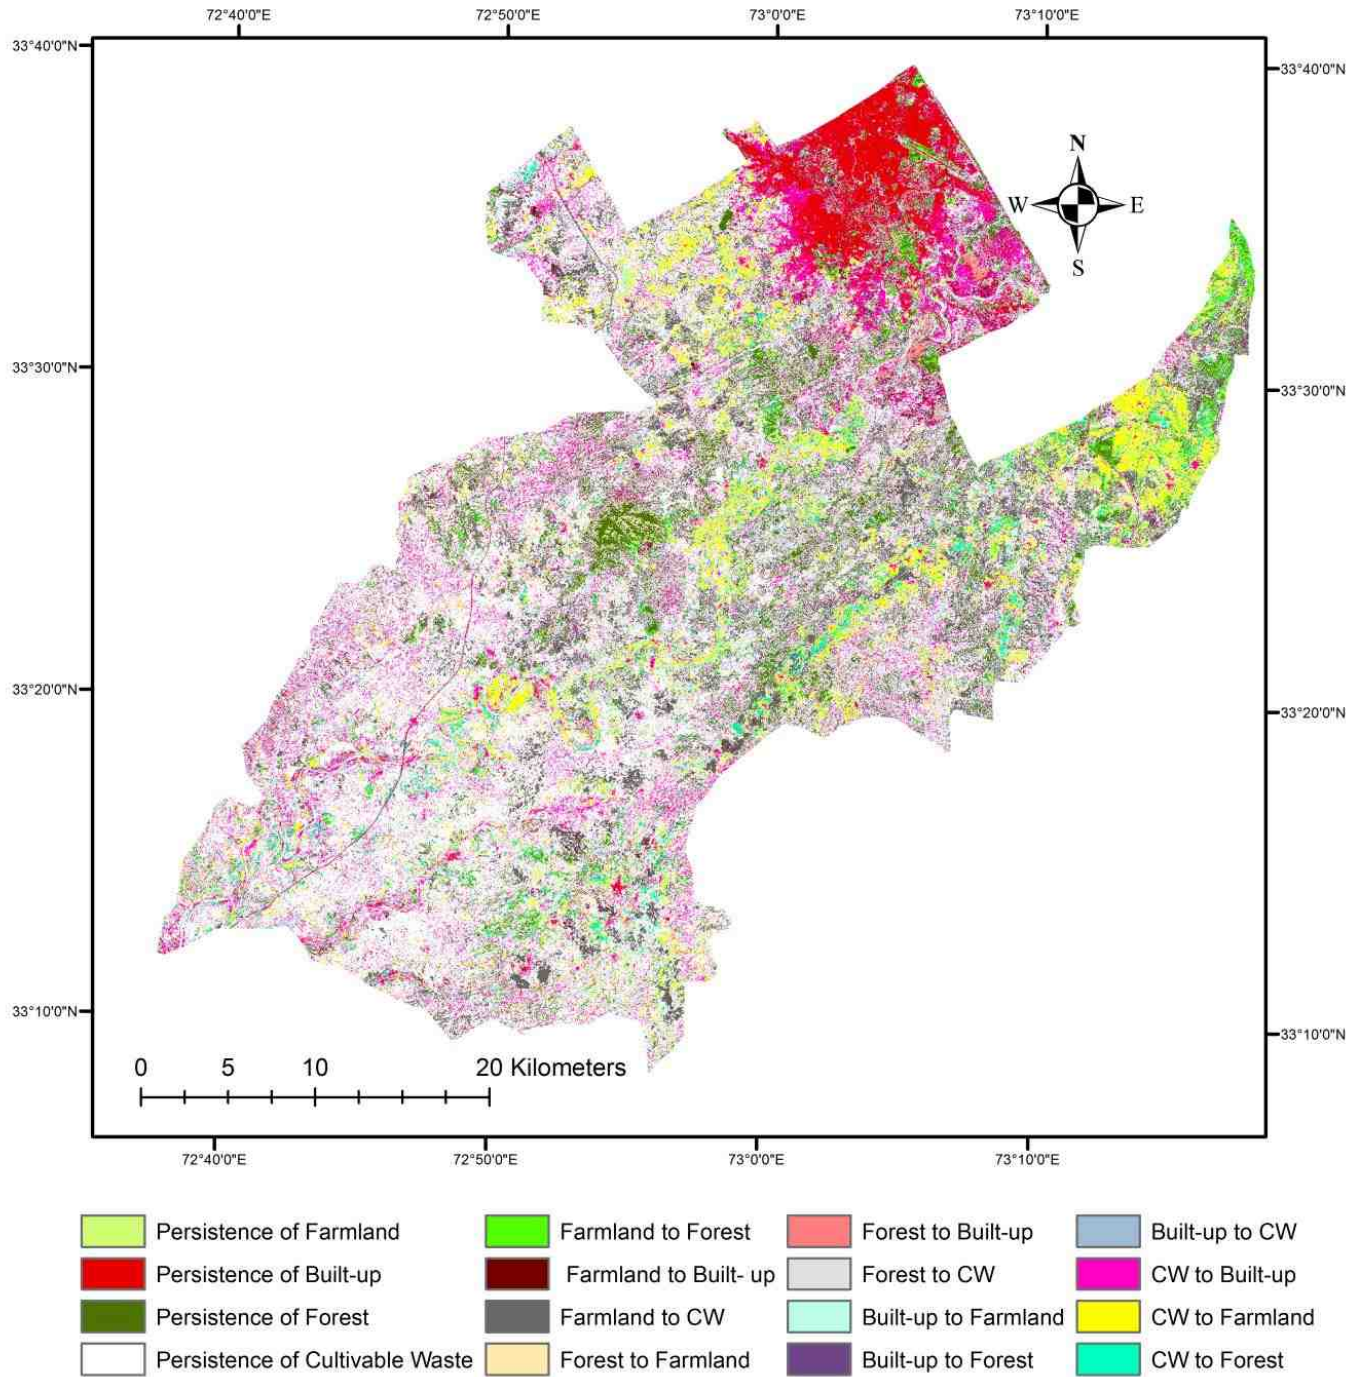 72°40'0"E 72°50'0"E 73°0'0"E 73°10'0"E
33°40'0"N
33°40'0"N
N
W E
S
33°30'0"N
33°30'0"N
33°20'0"N
33°20'0"N
33°10'0"N
33°10'0"N
0 5 10 20 Kilometers
72°40'0"E 72°50'0"E 73°0'0"E 73°10'0"E
Persistence of Farmland
Persistence of Built-up
Persistence of Forest
Persistence of Cultivable Waste
Farmland to Forest
Farmland to Built- up
Farmland to CW
Forest to Farmland
Forest to Built-up
Forest to CW
Built-up to Farmland
Built-up to Forest
Built-up to CW
CW to Built-up
CW to Farmland
CW to Forest